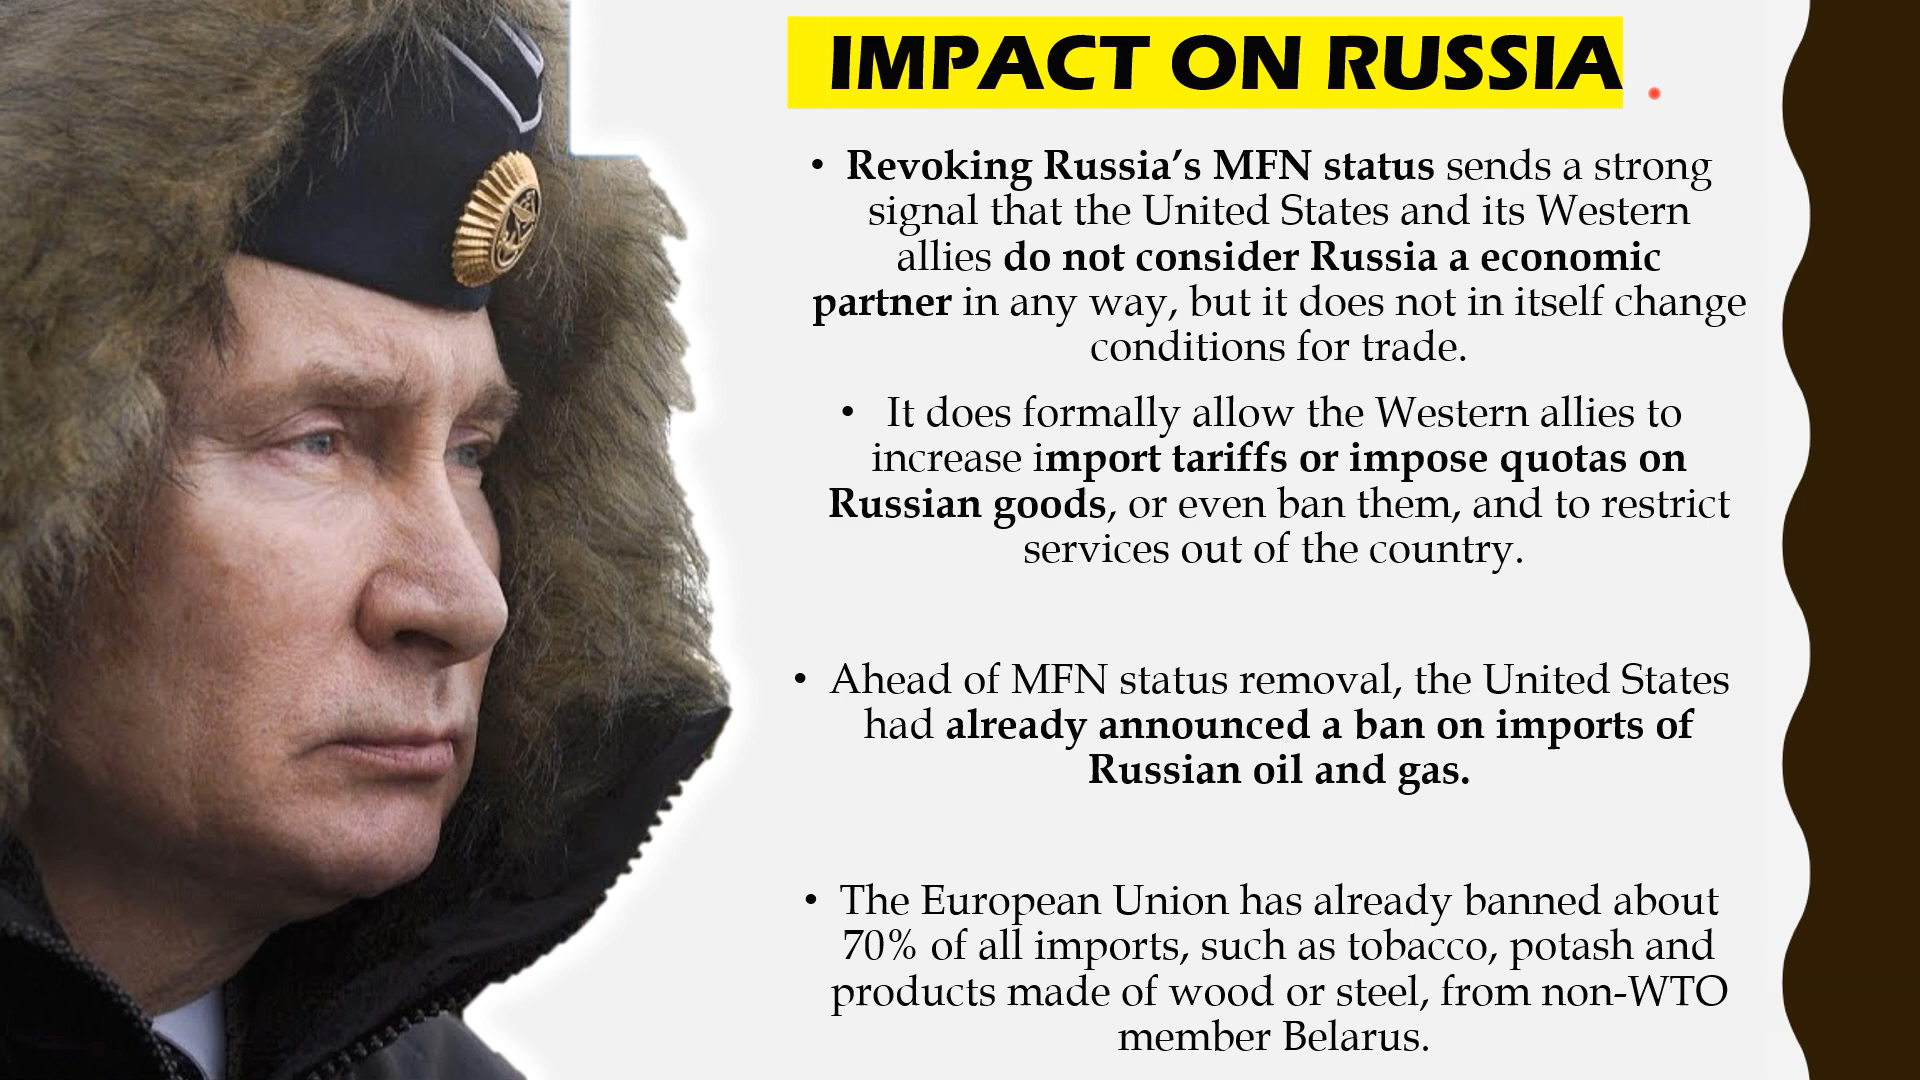 IMPACT ON RUSSIA
• Revoking Russia’s MFN status sends a strong
signal that the United States and its Western
allies do not consider Russia a economic
partner in any way, but it does not in itself change
conditions for trade.
• It does formally allow the Western allies to
increase import tariffs or impose quotas on
Russian goods, or even ban them, and to restrict
services out of the country.
• Ahead of MFN status removal, the United States
had already announced a ban on imports of
Russian oil and gas.
• The European Union has already banned about
70% of all imports, such as tobacco, potash and
products made of wood or steel, from non-WTO
member Belarus.